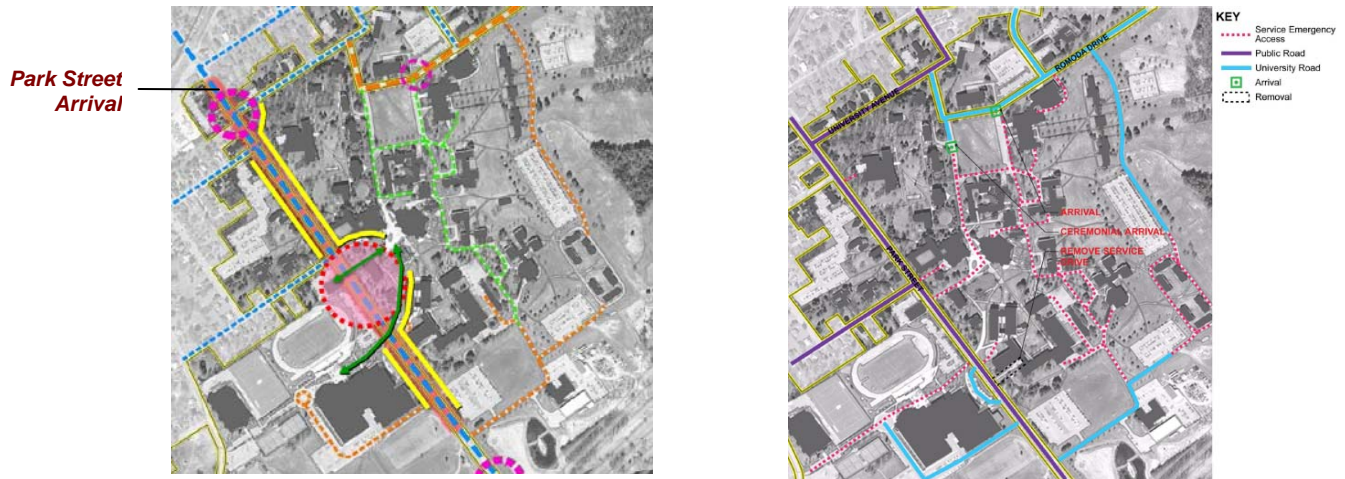 Park Street
Arrival
KEY
Service Emergency
Access
Public Road
University Road
Arrival
Removal
ROMODA DRIVE
UNIVERSITY AVENUE
PARK STREET
ARRIVAL
CEREMONIAL ARRIVAL
REMOVE SERVICE
DRIVE